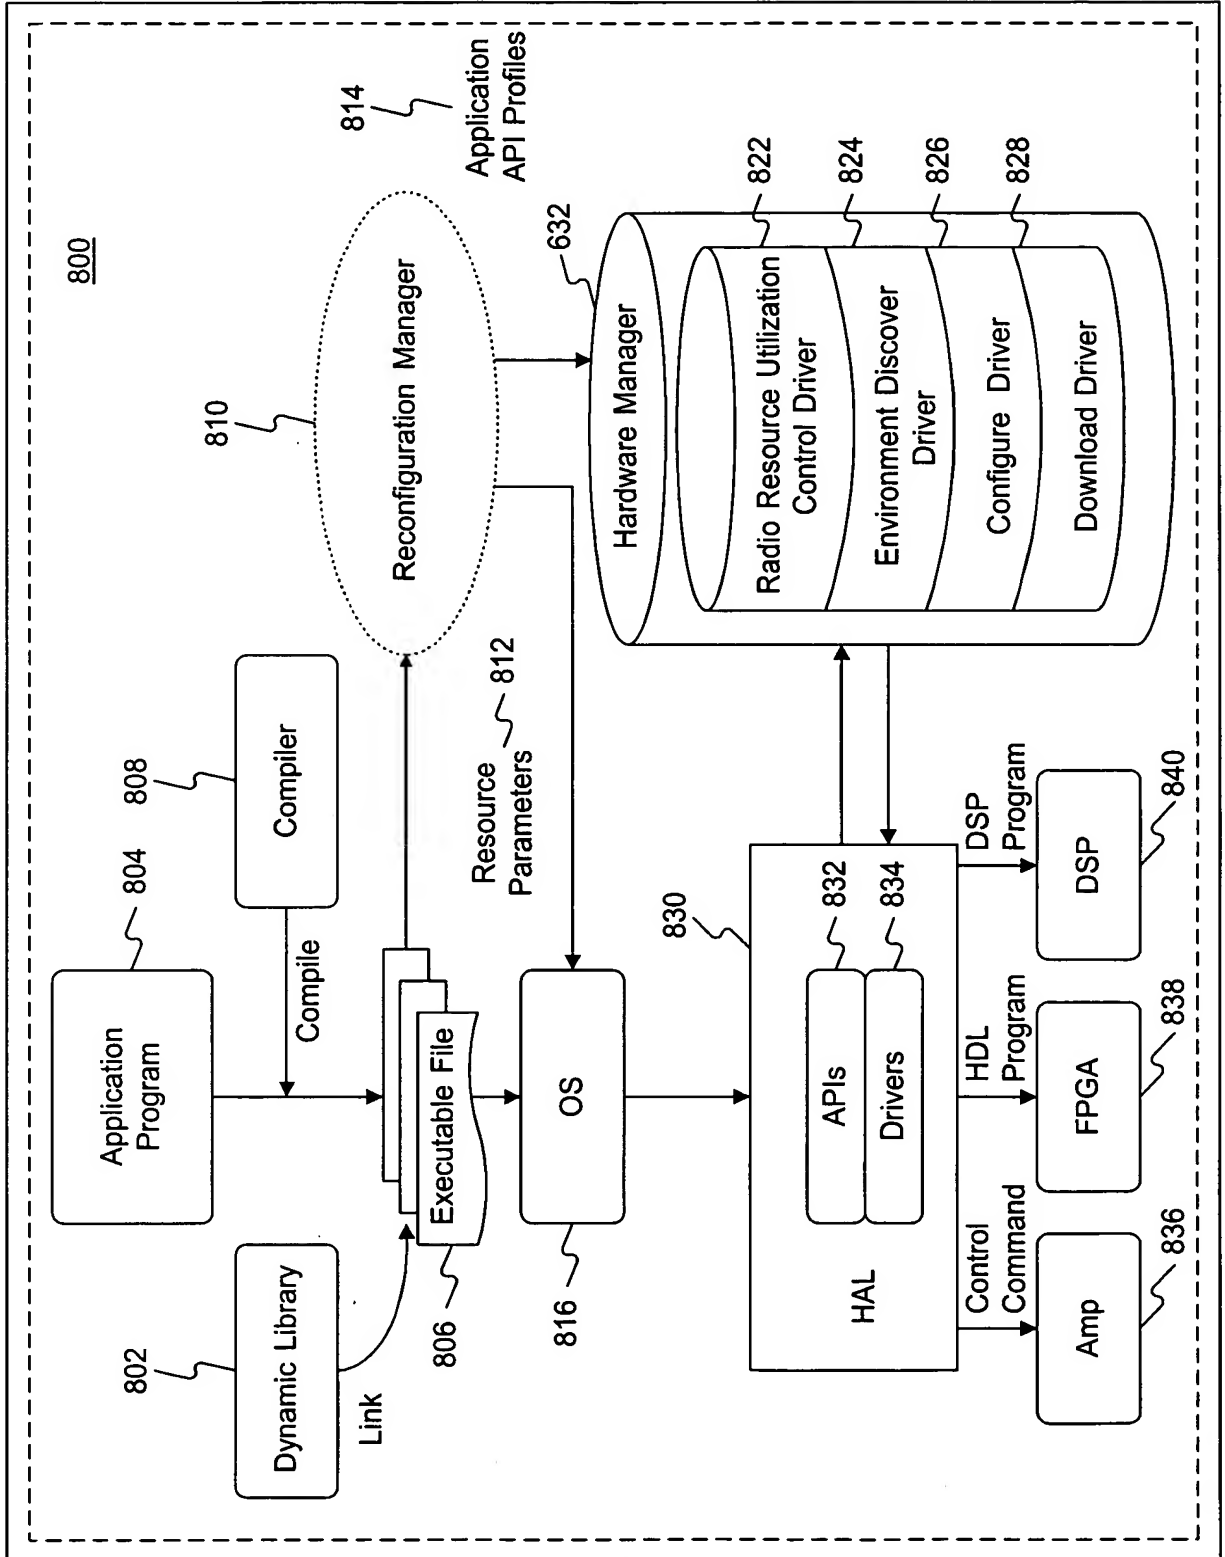 800
Application
Program
804
Compiler
808
Compile
Dynamic Library
802
Link
Executable File
806
Reconfiguration Manager
810
814
Application
API Profiles
Resource
Parameters
812
OS
816
HAL
830
APIs
832
Drivers
834
Hardware Manager
632
Radio Resource Utilization
Control Driver
822
Environment Discover
Driver
824
Configure Driver
826
Download Driver
828
Control
Command
HDL
Program
DSP
Program
Amp
836
FPGA
838
DSP
840